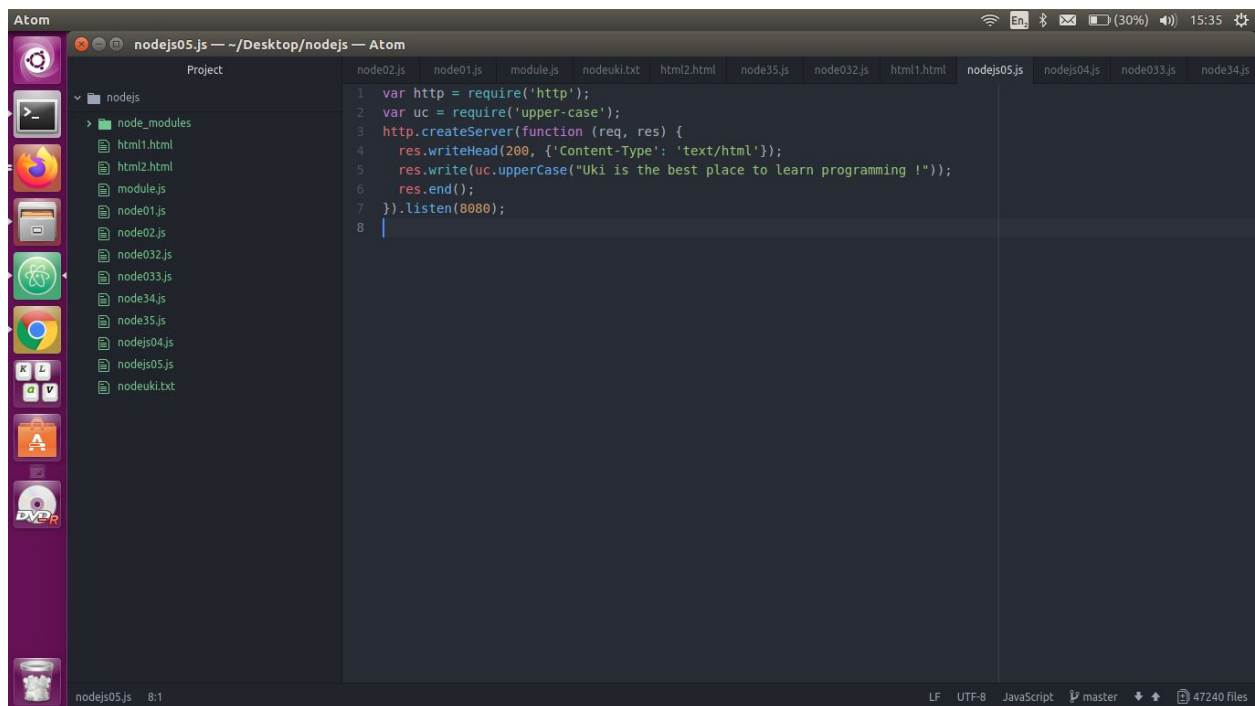 Atom
En2 (30%) 15:35
nodejs05.js — ~/Desktop/nodejs — Atom
Project
node02.js node01.js module.js nodeuki.txt html2.html node35.js node032.js html1.html nodejs05.js nodejs04.js node033.js node34.js
nodejs
node_modules
html1.html
html2.html
module.js
node01.js
node02.js
node032.js
node033.js
node34.js
node35.js
nodejs04.js
nodejs05.js
nodeuki.txt
1 var http = require('http');
2 var uc = require('upper-case');
3 http.createServer(function (req, res) {
4   res.writeHead(200, {'Content-Type': 'text/html'});
5   res.write(uc.upperCase("Uki is the best place to learn programming !"));
6   res.end();
7 }).listen(8080);
8
K L
a v
A
DVD-R
nodejs05.js 8:1
LF UTF-8 JavaScript master 47240 files